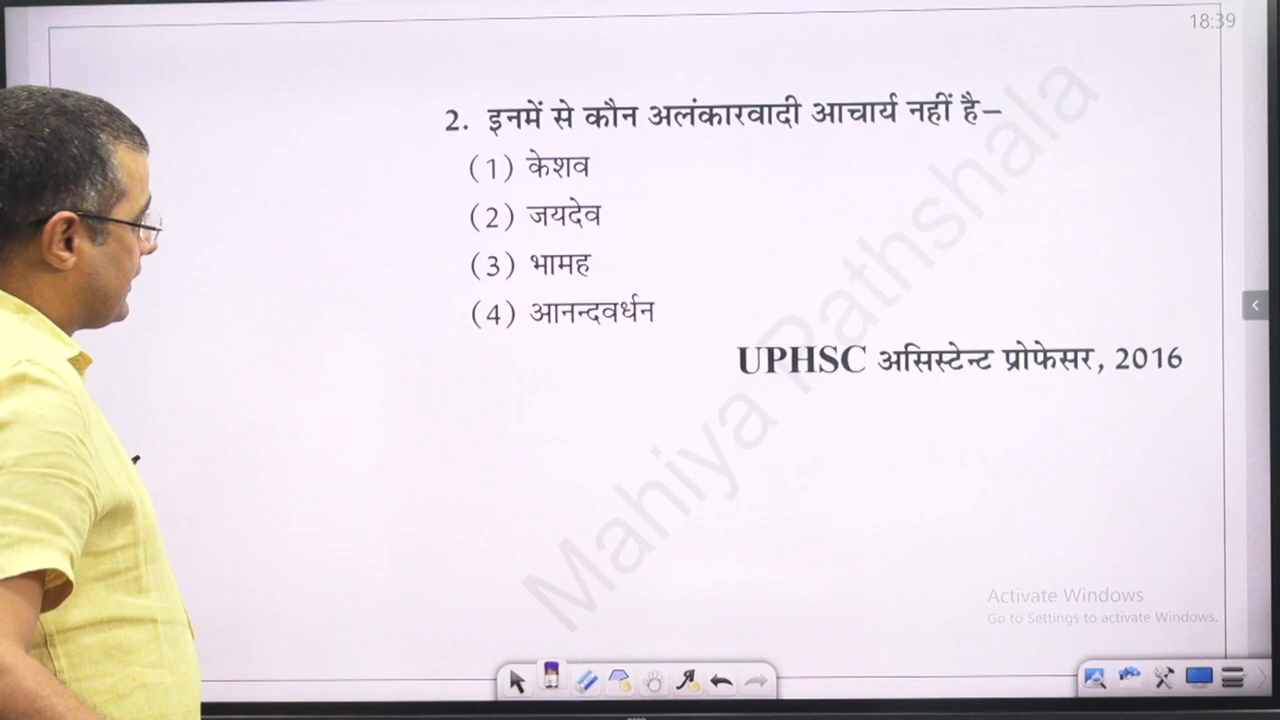 18:39
2. इनमें से कौन अलंकारवादी आचार्य नहीं है–
(1) केशव
(2) जयदेव
(3) भामह
(4) आनन्दवर्धन
UPHSC असिस्टेन्ट प्रोफेसर, 2016
Mahiya Pathshala
Activate Windows
Go to Settings to activate Windows.